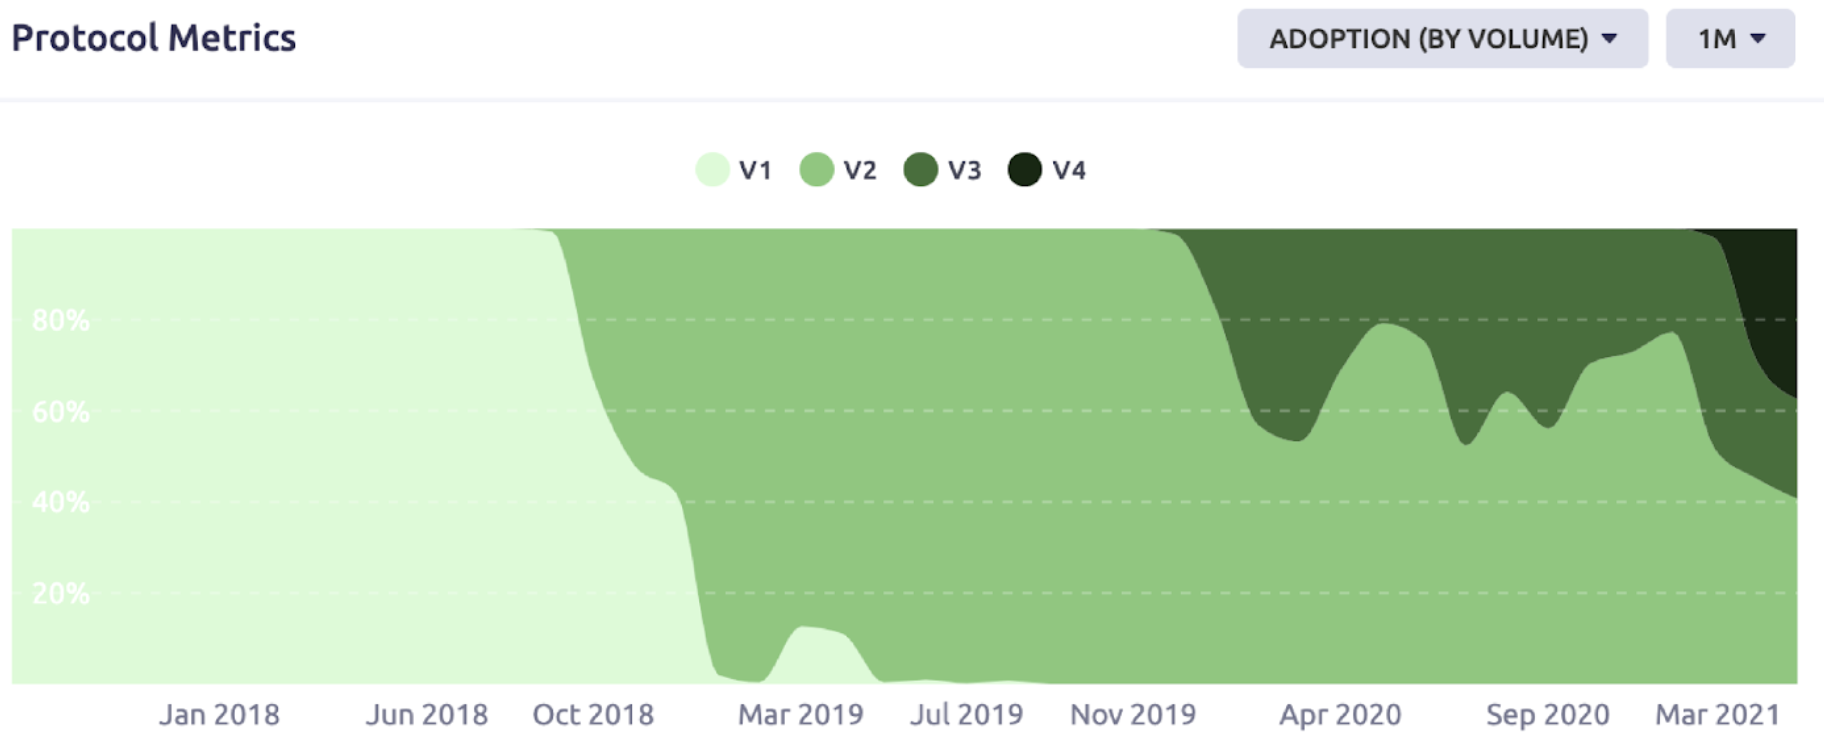 Protocol Metrics
ADOPTION (BY VOLUME) 1M
V1 V2 V3 V4
80%
60%
40%
20%
Jan 2018 Jun 2018 Oct 2018 Mar 2019 Jul 2019 Nov 2019 Apr 2020 Sep 2020 Mar 2021